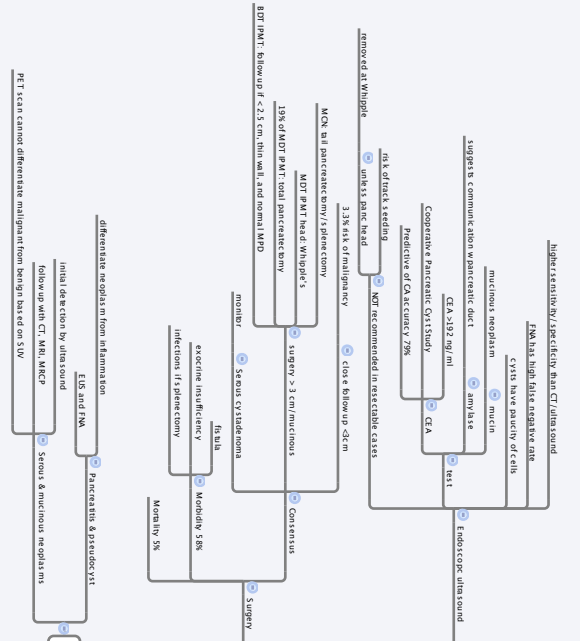 higher sensitivity/specificity than CT/ultrasound
FNA has high false negative rate
cysts have paucity of cells
mucinous neoplasm
mucin
suggests communication w pancreatic duct
amylase
test
CEA >192 ng/ml
Cooperative Pancreatic Cyst Study
CEA
Predictive of CA accuracy 79%
Endoscopc ultrasound
risk of track seeding
removed at Whipple
unless panc head
NOT recommended in resectable cases
3.3% risk of malignancy
close follow up <3cm
MCN: tail pancreatectomy/splenectomy
MDT IPMT head: Whipple's
19% of MDT IPMT: total pancreatectomy
BDT IPMT: follow up if <2.5 cm, thin wall, and normal MPD
surgery > 3 cm/mucinous
monitor
Serous cystadenoma
Consensus
fistula
exocrine insufficiency
infections if splenectomy
Morbidity 58%
Mortality 5%
Surgery
differentiate neoplasm from inflammation
EUS and FNA
Pancreatitis & pseudocyst
initial detection by ultrasound
follow up with CT, MRI, MRCP
PET scan cannot differentiate malignant from benign based on SUV
Serous & mucinous neoplasms